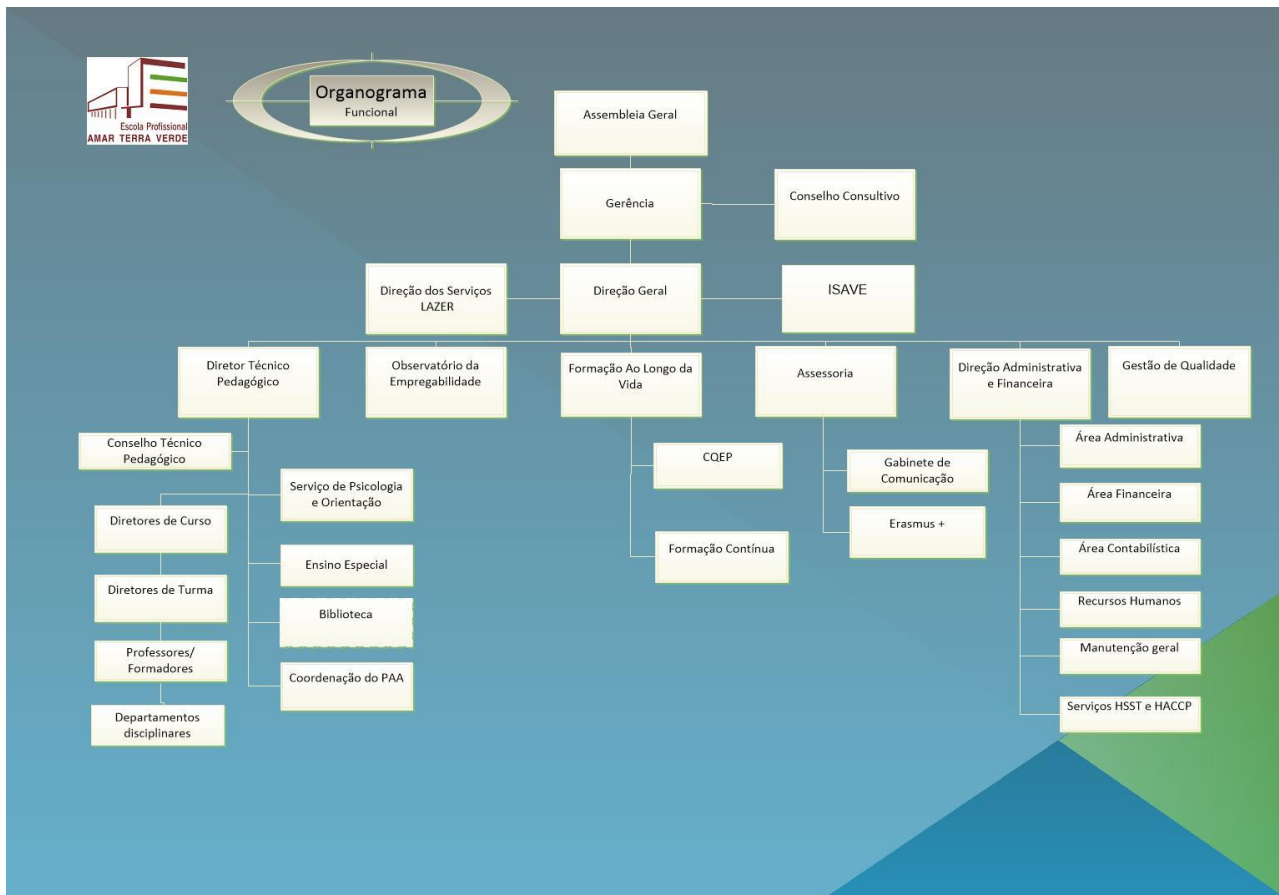 Escola Profissional
AMAR TERRA VERDE
Organograma
Funcional
Assembleia Geral
Gerência
Conselho Consultivo
Direção dos Serviços
LAZER
Direção Geral
ISAVE
Diretor Técnico
Pedagógico
Observatório da
Empregabilidade
Formação Ao Longo da
Vida
Assessoria
Direção Administrativa
e Financeira
Gestão de Qualidade
Conselho Técnico
Pedagógico
Serviço de Psicologia
e Orientação
Diretores de Curso
Ensino Especial
Diretores de Turma
Biblioteca
Professores/
Formadores
Coordenação do PAA
Departamentos
disciplinares
CQEP
Formação Contínua
Gabinete de
Comunicação
Erasmus +
Área Administrativa
Área Financeira
Área Contabilística
Recursos Humanos
Manutenção geral
Serviços HSST e HACCP